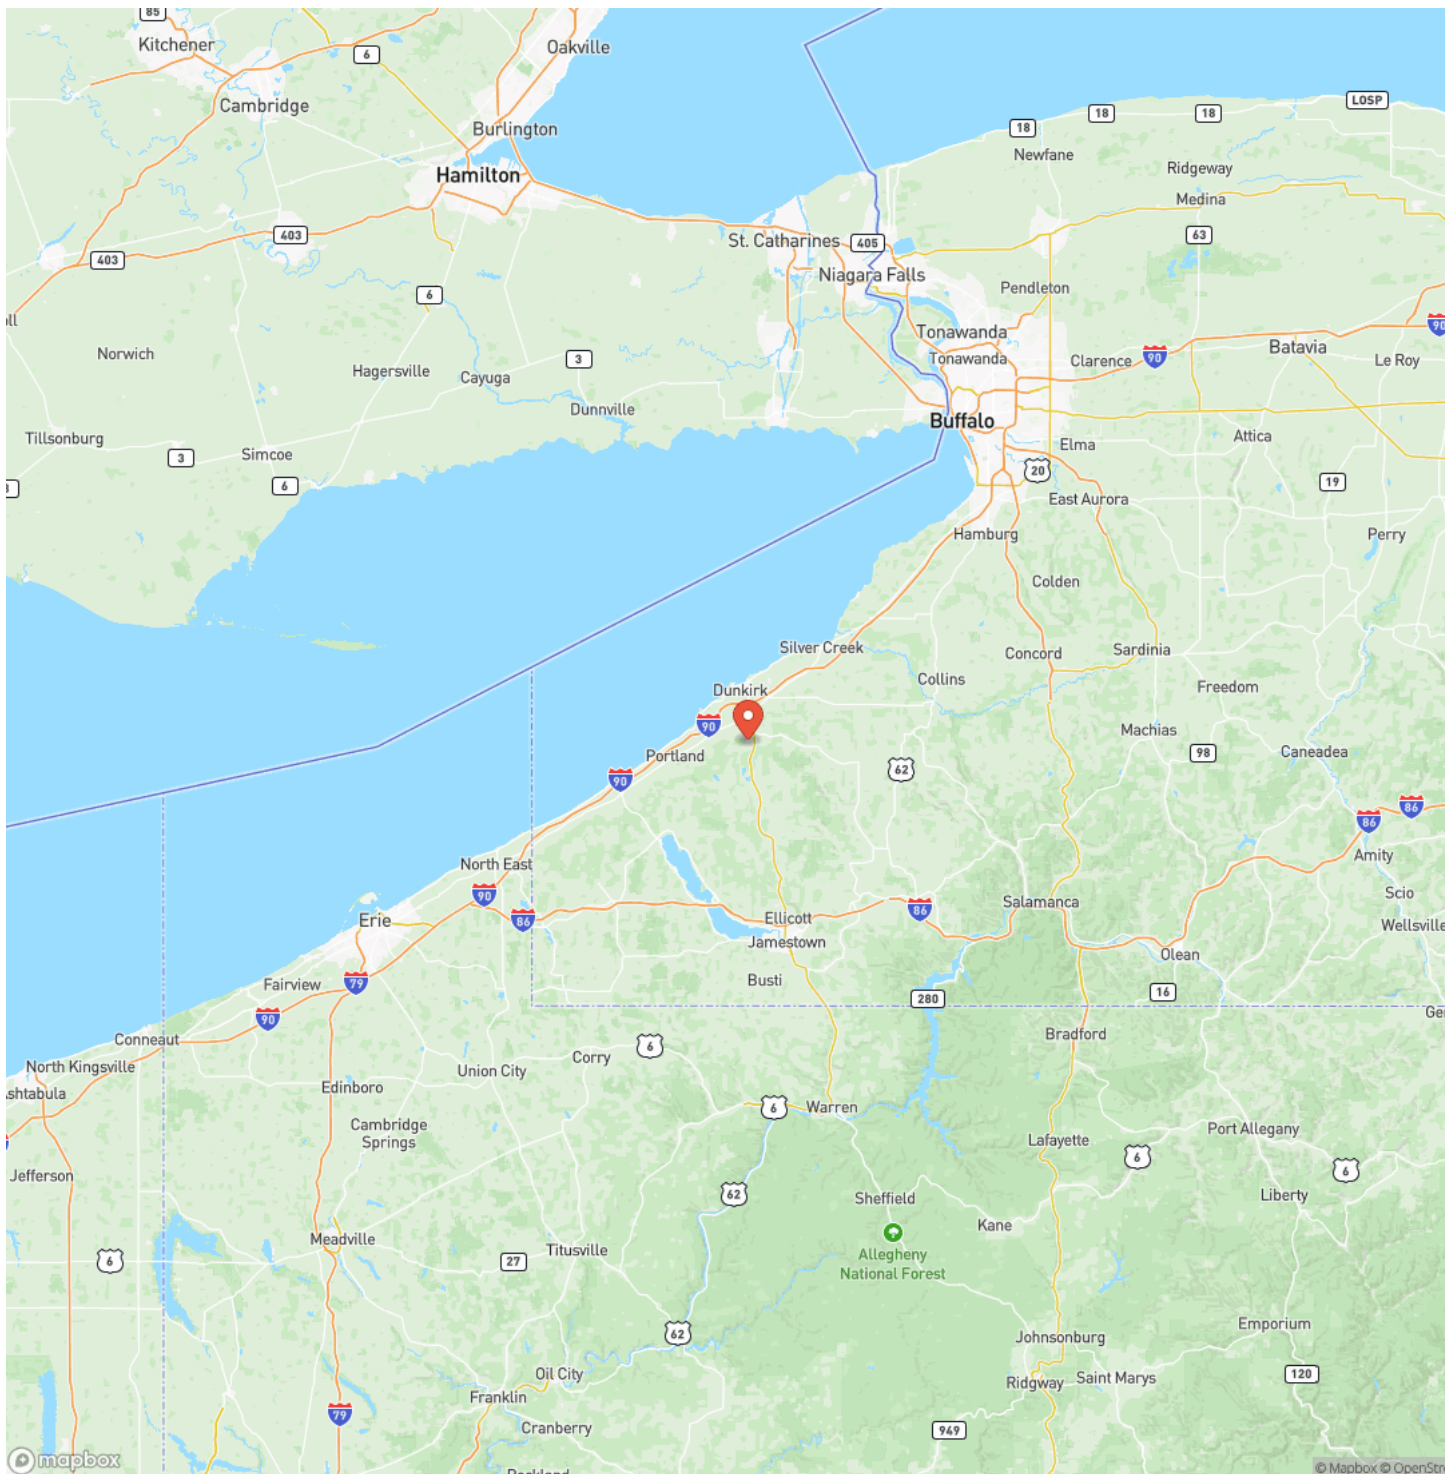 85
Kitchener
6
Oakville
Cambridge
LOSP
18
18
18
Burlington
Newfane
Hamilton
Ridgeway
Medina
403
St. Catharines
405
63
403
Niagara Falls
6
Pendleton
oll
Tonawanda
90
Norwich
3
Tonawanda
Clarence
90
Batavia
Le Roy
Hagersville
Cayuga
Dunnville
Buffalo
Tillsonburg
Simcoe
3
Elma
Attica
20
6
19
East Aurora
Hamburg
Perry
Colden
Silver Creek
Concord
Sardinia
Collins
Freedom
Dunkirk
90
Machias
98
Caneadea
Portland
62
90
86
86
North East
Amity
90
86
Scio
Erie
86
Salamanca
Ellicott
Wellsville
Jamestown
Olean
Fairview
79
Busti
280
16
90
Bradford
Conneaut
6
Corry
North Kingsville
Union City
shtabula
Edinboro
6
Warren
Cambridge
Springs
Port Allegany
Lafayette
6
6
Jefferson
62
Sheffield
Liberty
Kane
Meadville
Titusville
6
27
Allegheny
National Forest
62
Emporium
Johnsonburg
Oil City
120
Ridgway
Saint Marys
Franklin
79
Cranberry
949
mapbox
© Mapbox © OpenStre